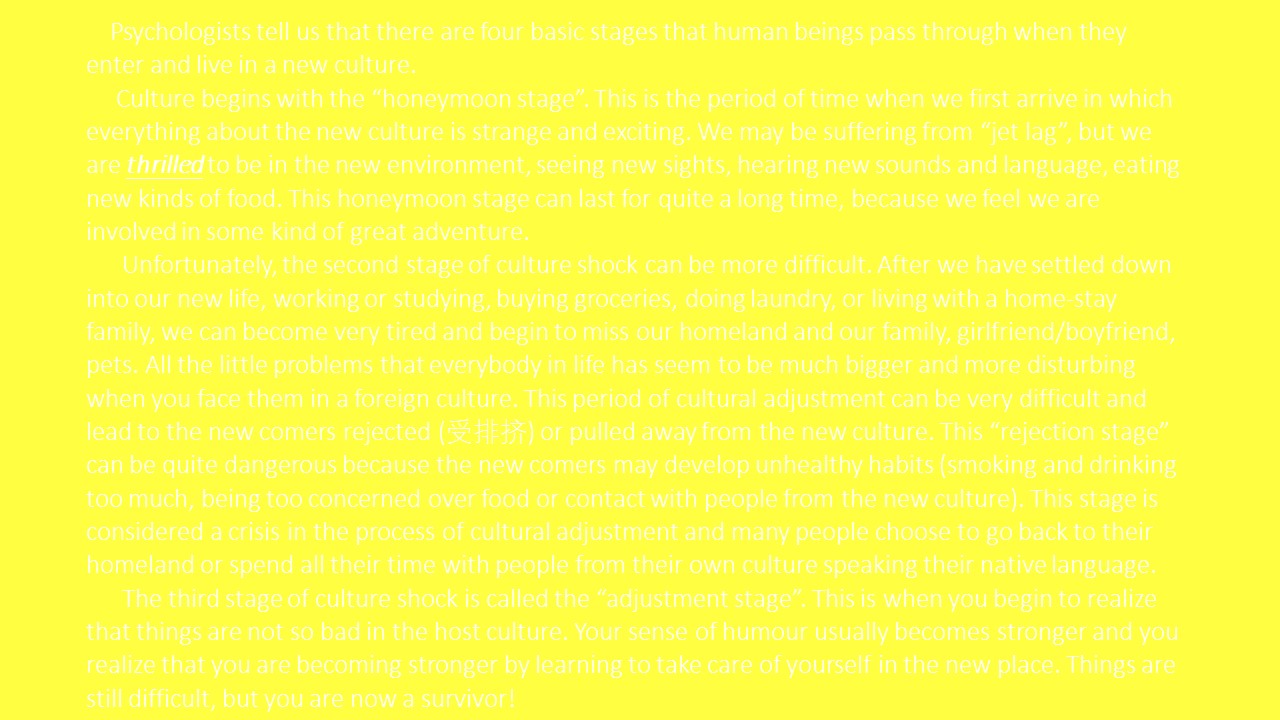 Psychologists tell us that there are four basic stages that human beings pass through when they
enter and live in a new culture.
Culture begins with the “honeymoon stage”. This is the period of time when we first arrive in which
everything about the new culture is strange and exciting. We may be suffering from “jet lag”, but we
are thrilled to be in the new environment, seeing new sights, hearing new sounds and language, eating
new kinds of food. This honeymoon stage can last for quite a long time, because we feel we are
involved in some kind of great adventure.
Unfortunately, the second stage of culture shock can be more difficult. After we have settled down
into our new life, working or studying, buying groceries, doing laundry, or living with a home-stay
family, we can become very tired and begin to miss our homeland and our family, girlfriend/boyfriend,
pets. All the little problems that everybody in life has seem to be much bigger and more disturbing
when you face them in a foreign culture. This period of cultural adjustment can be very difficult and
lead to the new comers rejected (受排挤) or pulled away from the new culture. This “rejection stage”
can be quite dangerous because the new comers may develop unhealthy habits (smoking and drinking
too much, being too concerned over food or contact with people from the new culture). This stage is
considered a crisis in the process of cultural adjustment and many people choose to go back to their
homeland or spend all their time with people from their own culture speaking their native language.
The third stage of culture shock is called the “adjustment stage”. This is when you begin to realize
that things are not so bad in the host culture. Your sense of humour usually becomes stronger and you
realize that you are becoming stronger by learning to take care of yourself in the new place. Things are
still difficult, but you are now a survivor!